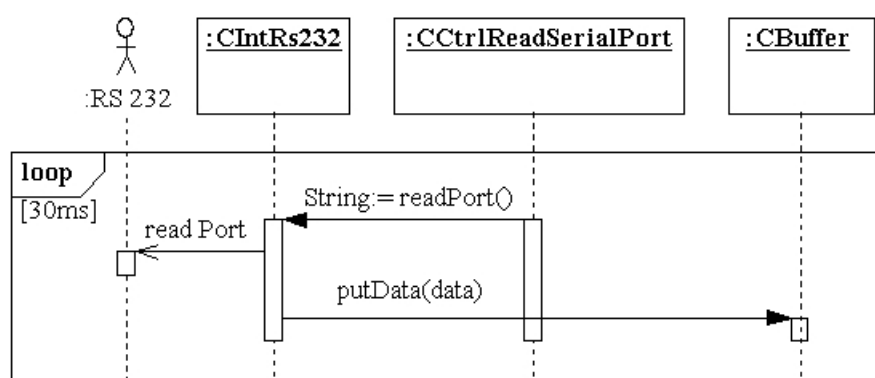 :CIntRs232
:CCtrlReadSerialPort
:CBuffer
:RS 232
loop
[30ms]
String:= readPort()
read Port
putData(data)